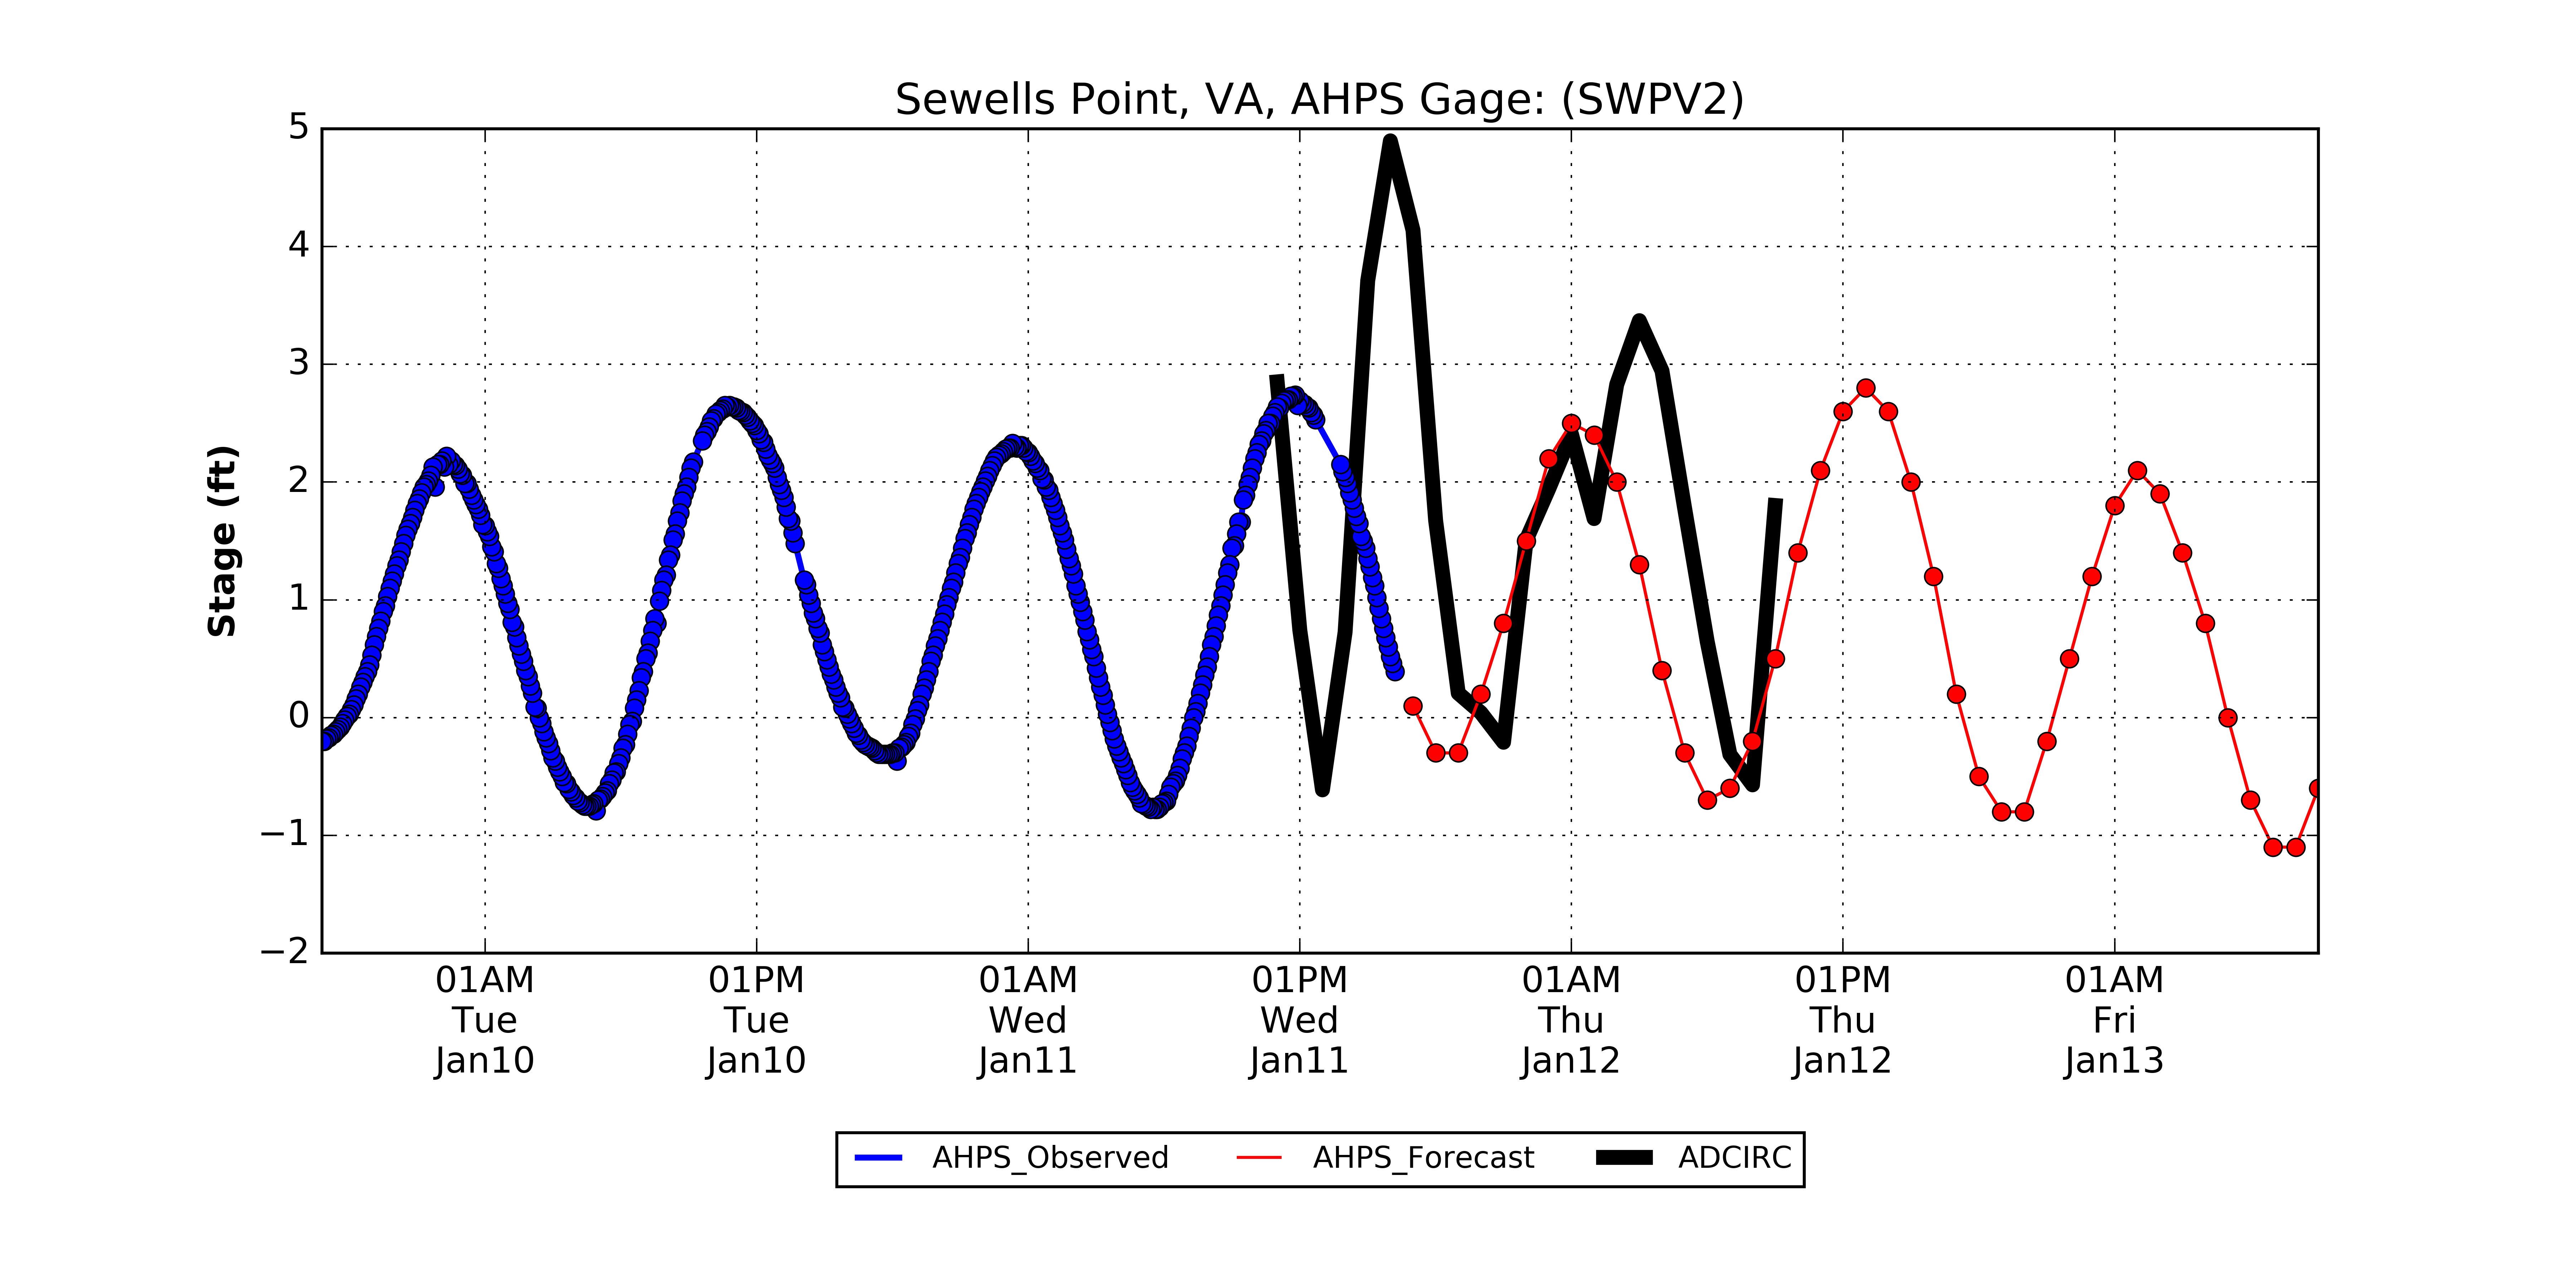 Sewells Point, VA, AHPS Gage: (SWPV2)
Stage (ft)
5
4
3
2
1
0
−1
−2
01AM 01PM 01AM 01PM 01AM 01PM 01AM
Tue Tue Wed Wed Thu Thu Fri
Jan10 Jan10 Jan11 Jan11 Jan12 Jan12 Jan13
AHPS_Observed AHPS_Forecast ADCIRC